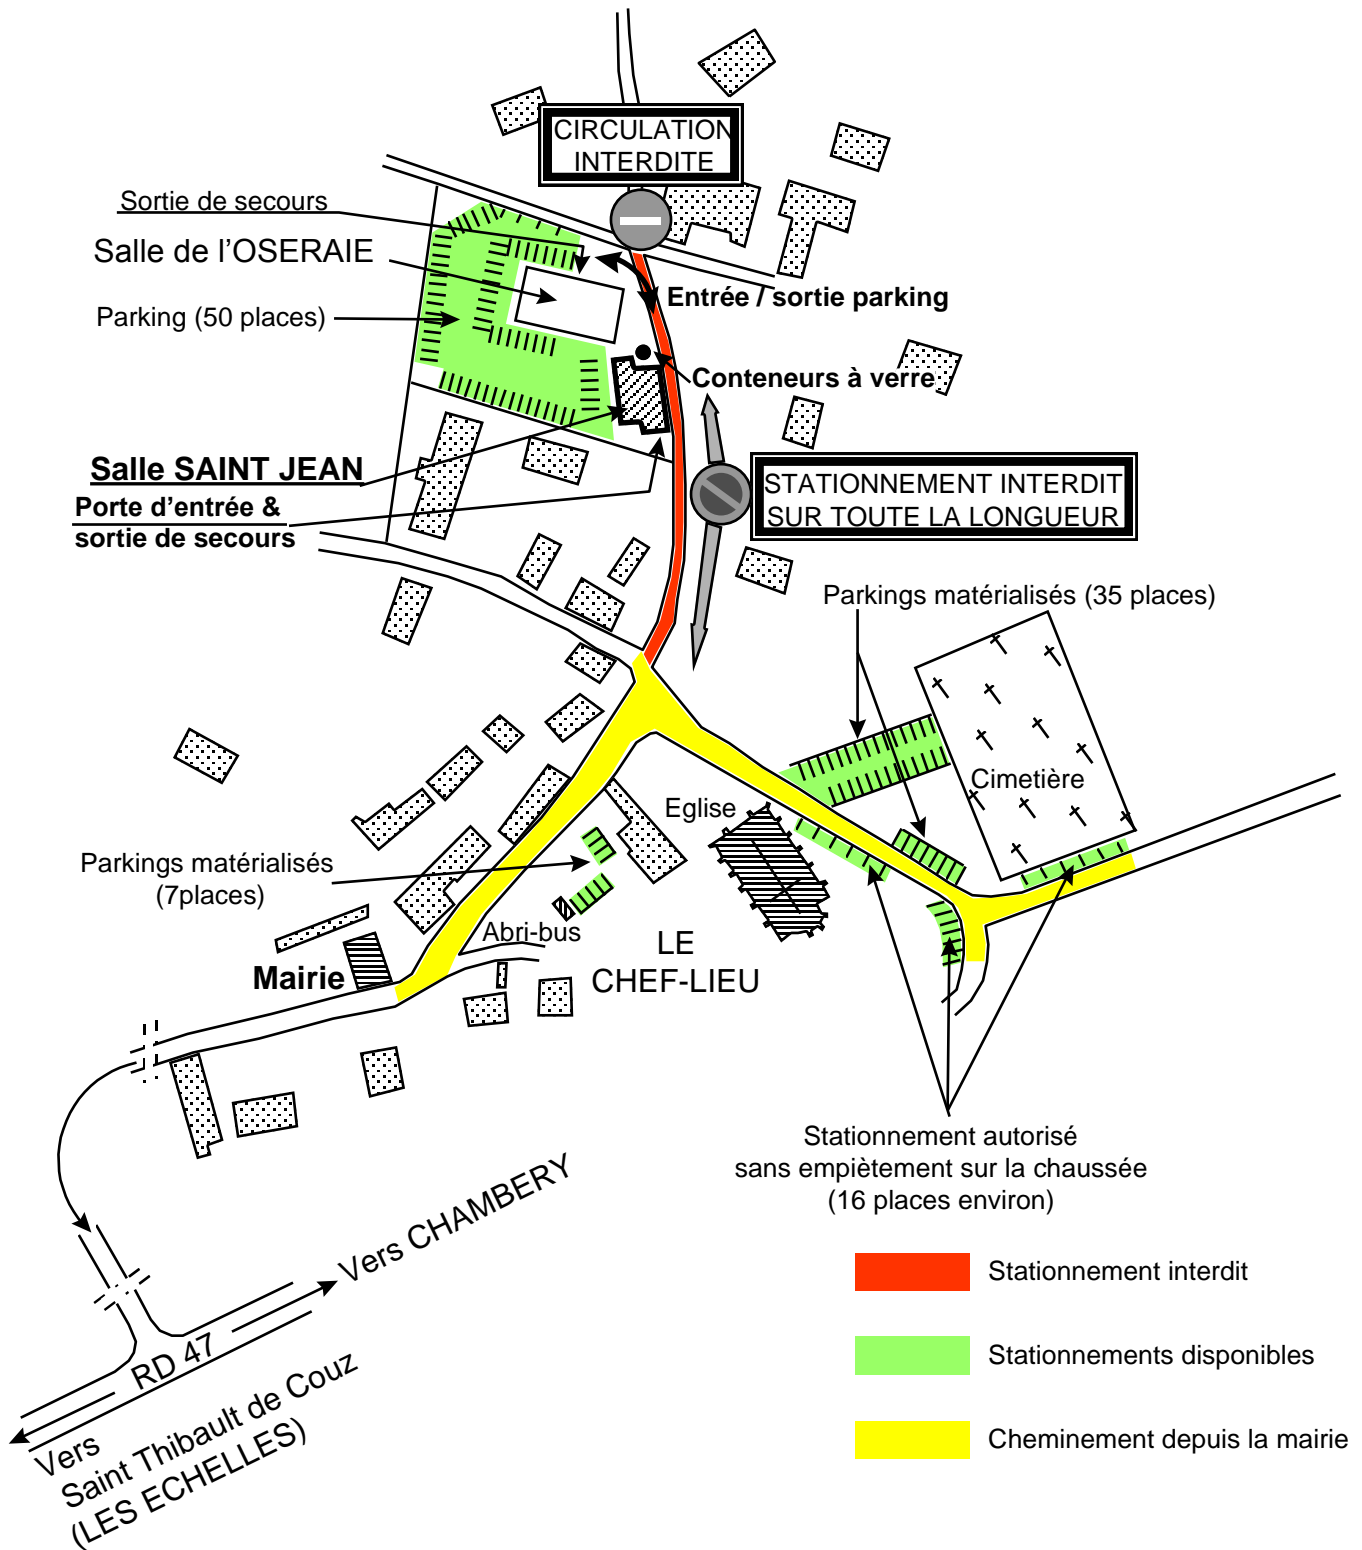 CIRCULATION
INTERDITE
Sortie de secours
Salle de l'OSERAIE
Parking (50 places)
Entrée / sortie parking
Conteneurs à verre
Salle SAINT JEAN
Porte d'entrée &
sortie de secours
STATIONNEMENT INTERDIT
SUR TOUTE LA LONGUEUR
Parkings matérialisés (35 places)
Cimetière
Eglise
Parkings matérialisés
(7places)
Abri-bus
LE
CHEF-LIEU
Mairie
Stationnement autorisé
sans empiètement sur la chaussée
(16 places environ)
Vers CHAMBERY
RD 47
Vers
Saint Thibault de Couz
(LES ECHELLES)
Stationnement interdit
Stationnements disponibles
Cheminement depuis la mairie